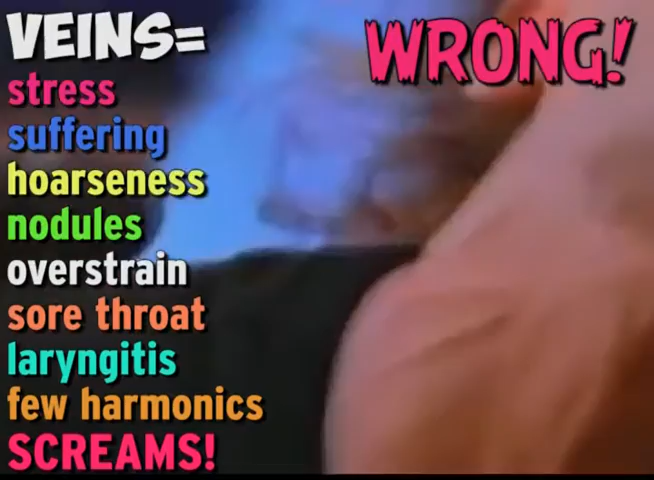 VEINS=
WRONG!
stress
suffering
hoarseness
nodules
overstrain
sore throat
laryngitis
few harmonics
SCREAMS!